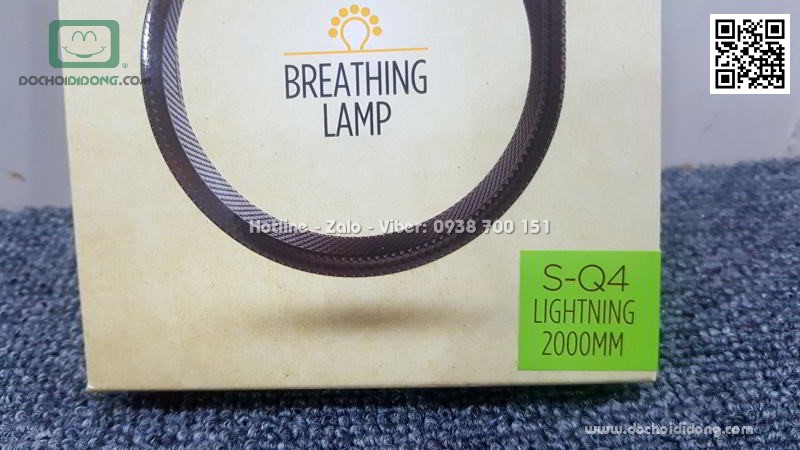 DOCHOIDIDONG.COM
BREATHING
LAMP
Hotline - Zalo - Viber: 0938 700 151
S-Q4
LIGHTNING
2000MM
www.dochoididong.com